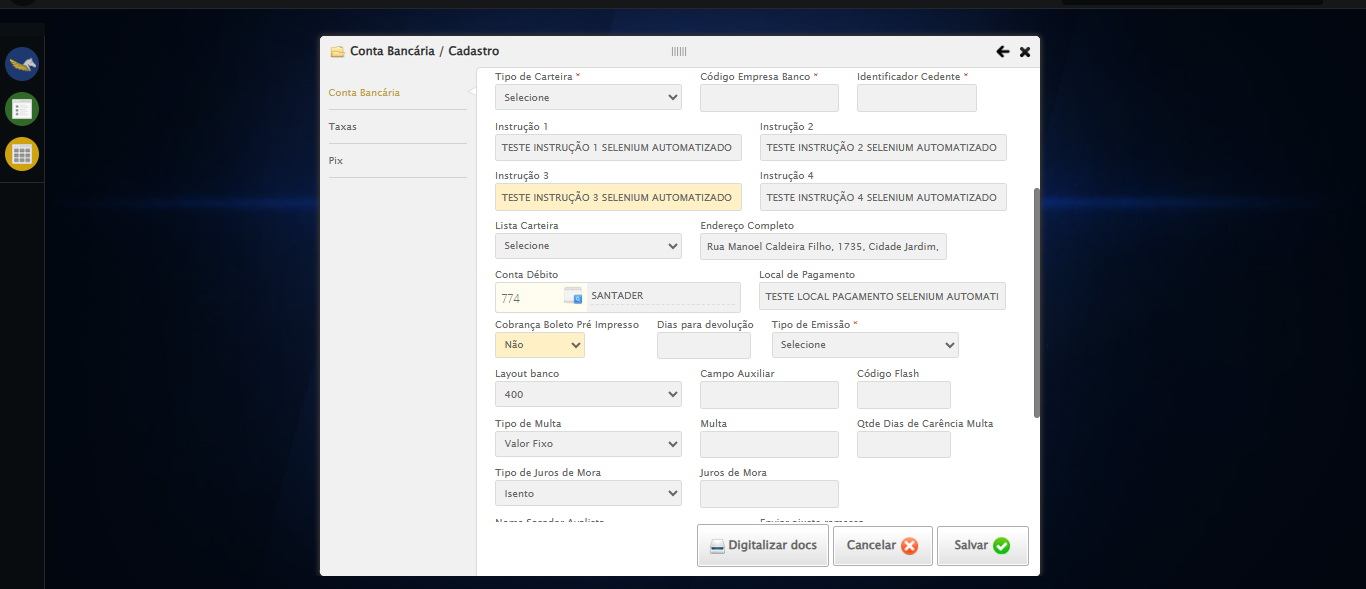 Conta Bancária / Cadastro
Conta Bancária
Taxas
Pix
Tipo de Carteira * Código Empresa Banco * Identificador Cedente *
Selecione
Instrução 1 Instrução 2
TESTE INSTRUÇÃO 1 SELENIUM AUTOMATIZADO TESTE INSTRUÇÃO 2 SELENIUM AUTOMATIZADO
Instrução 3 Instrução 4
TESTE INSTRUÇÃO 3 SELENIUM AUTOMATIZADO TESTE INSTRUÇÃO 4 SELENIUM AUTOMATIZADO
Lista Carteira Endereço Completo
Selecione Rua Manoel Caldeira Filho, 1735, Cidade Jardim,
Conta Débito Local de Pagamento
774 SANTADER TESTE LOCAL PAGAMENTO SELENIUM AUTOMATI
Cobrança Boleto Pré Impresso Dias para devolução Tipo de Emissão *
Não Selecione
Layout banco Campo Auxiliar Código Flash
400
Tipo de Multa Multa Qtde Dias de Carência Multa
Valor Fixo
Tipo de Juros de Mora Juros de Mora
Isento
Digitalizar docs Cancelar Salvar